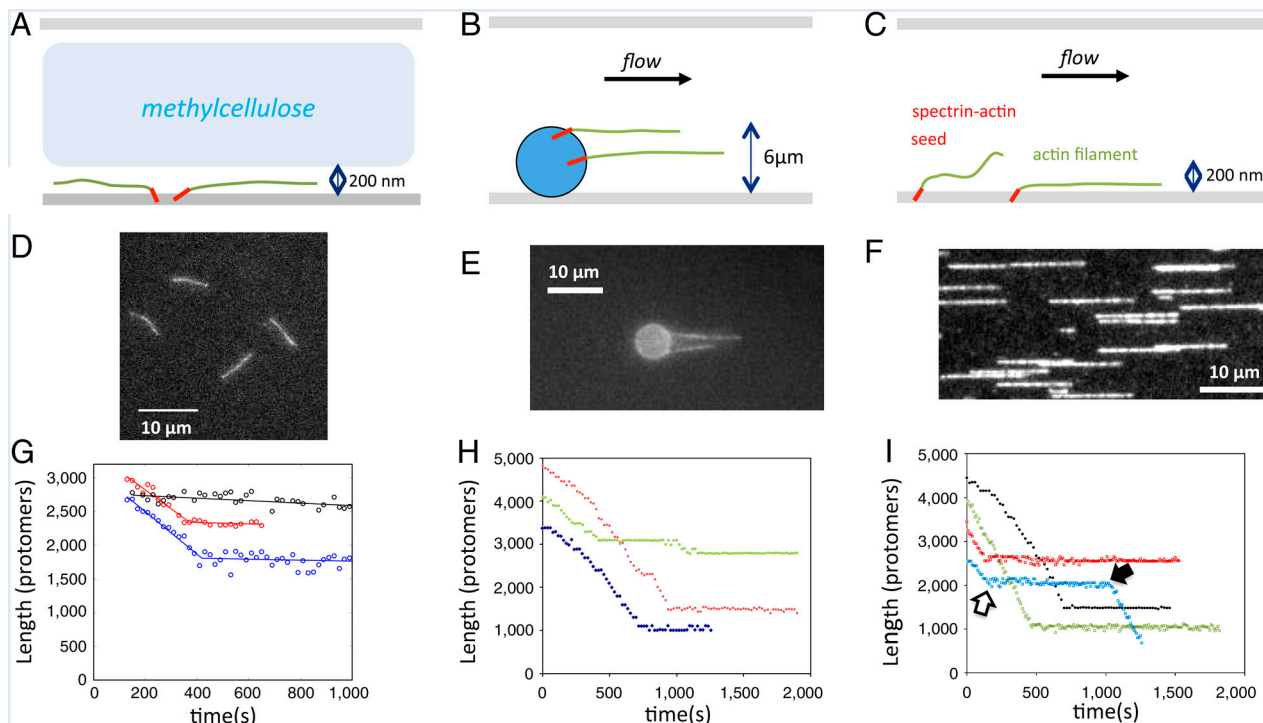 A
methylcellulose
200 nm
B
flow
6µm
C
flow
spectrin-actin
seed
actin filament
200 nm
D
10 µm
E
10 µm
F
10 µm
G
Length (protomers)
3,000
2,500
2,000
1,500
1,000
500
0
0 200 400 600 800 1,000
time(s)
H
Length (protomers)
5,000
4,000
3,000
2,000
1,000
0
0 500 1,000 1,500 2,000
time(s)
I
Length (protomers)
5,000
4,000
3,000
2,000
1,000
0
0 500 1,000 1,500 2,000
time(s)